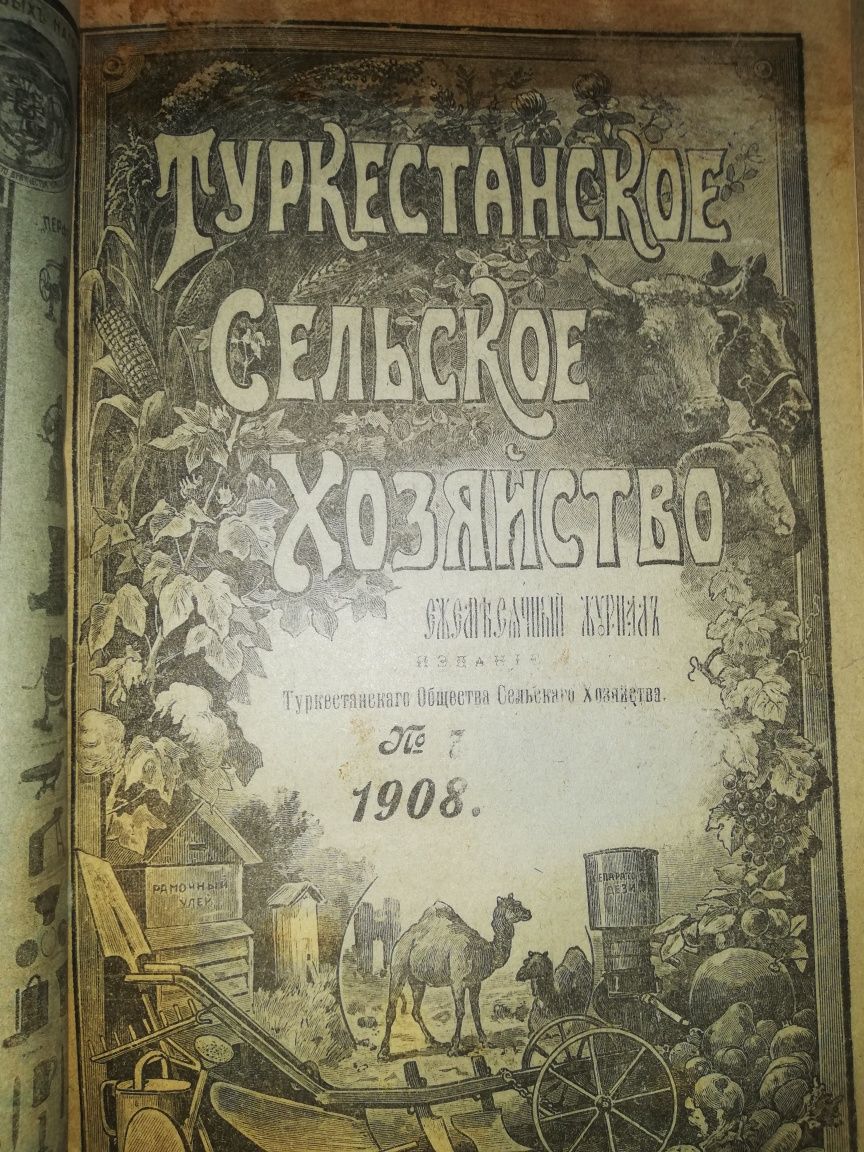 ТУРКЕСТАНСКОЕ
СЕЛЬСКОЕ
ХОЗЯЙСТВО
ЕЖЕМѢСЯЧНЫЙ ЖУРНАЛЪ
ИЗДАНІЕ
Туркестанскаго Общества Сельскаго Хозяйства.
№ 7
1908.
РАМОЧНЫЙ
УЛЕЙ